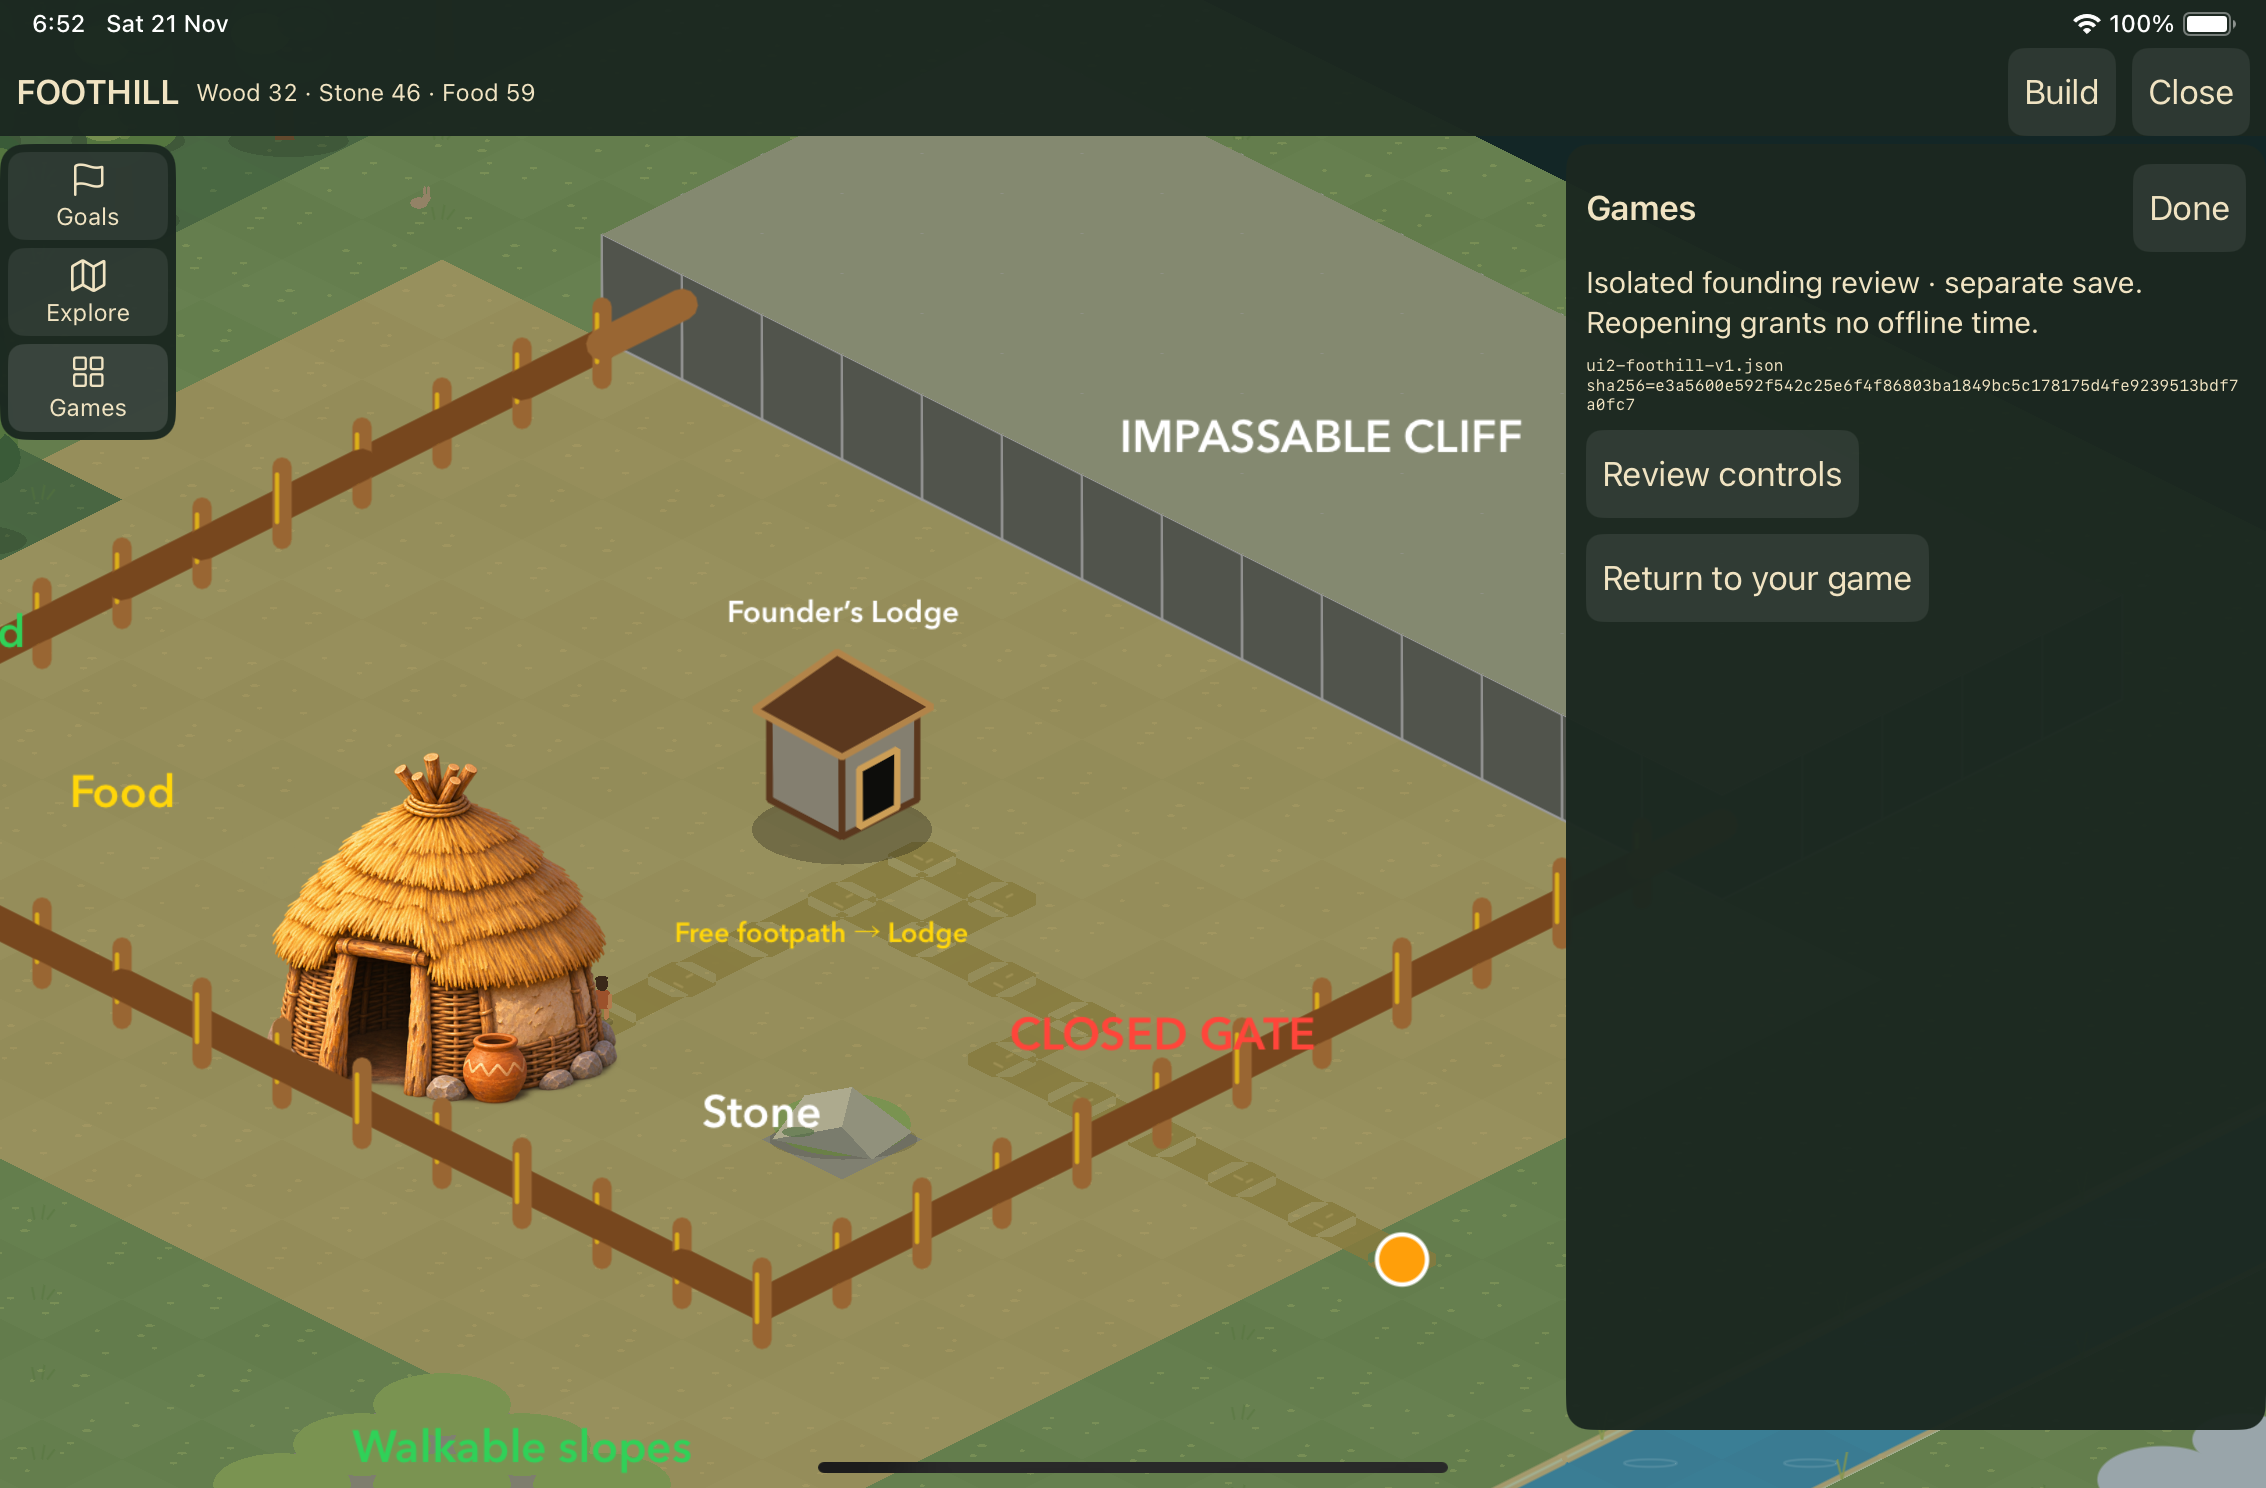 6:52 Sat 21 Nov
100%
FOOTHILL Wood 32 · Stone 46 · Food 59
Build
Close
Goals
Explore
Games
Games
Done
Isolated founding review · separate save.
Reopening grants no offline time.
ui2-foothill-v1.json
sha256=e3a5600e592f542c25e6f4f86803ba1849bc5c178175d4fe9239513bdf7
a0fc7
Review controls
Return to your game
IMPASSABLE CLIFF
Founder’s Lodge
d
Food
Free footpath → Lodge
CLOSED GATE
Stone
Walkable slopes